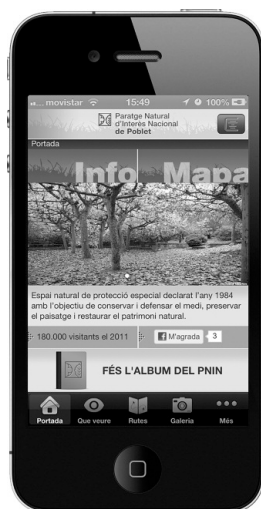 movistar 15:49 100%
Paratge Natural
d'Interès Nacional
de Poblet
Portada
Info Mapa
Espai natural de protecció especial declarat l'any 1984
amb l'objectiu de conservar i defensar el medi, preservar
el paisatge i restaurar el patrimoni natural.
180.000 visitants el 2011 M'agrada 3
FÉS L'ALBUM DEL PNIN
Portada Que veure Rutes Galeria Més